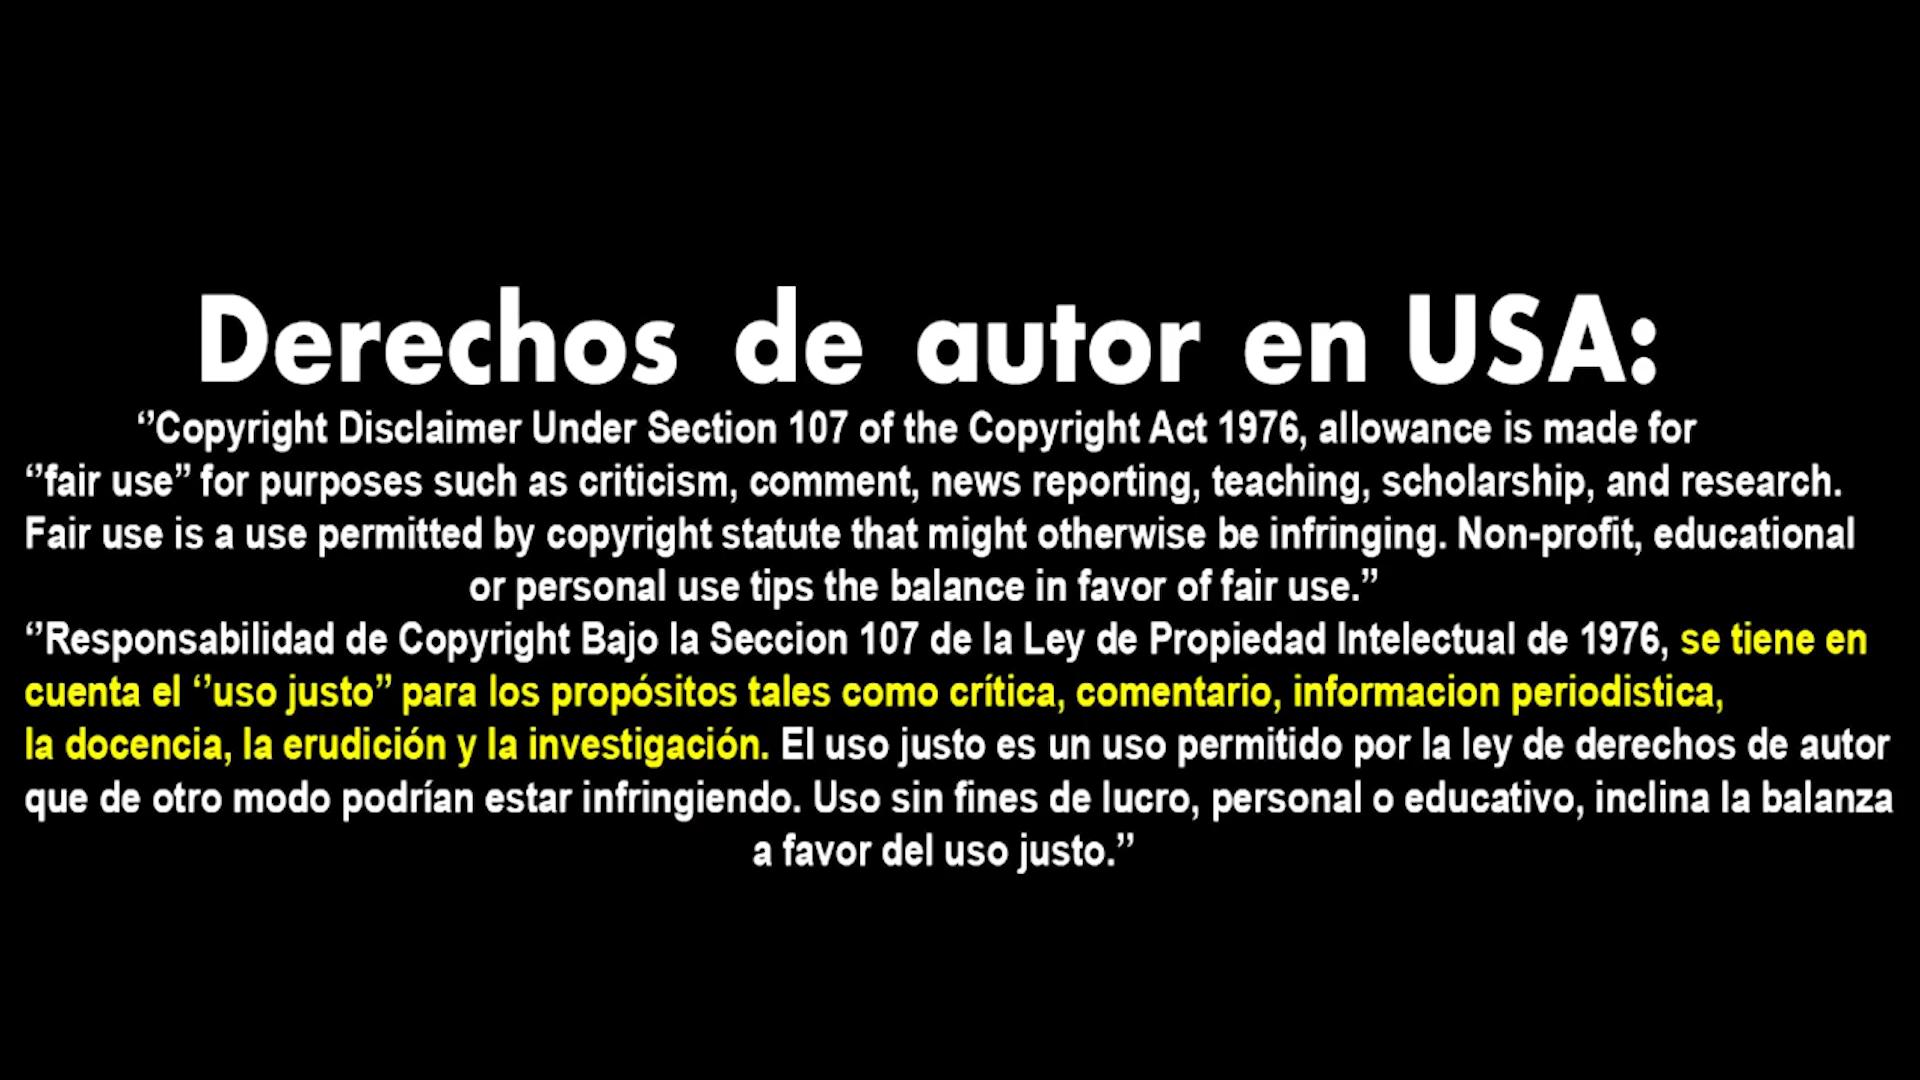 Derechos de autor en USA:
‘’Copyright Disclaimer Under Section 107 of the Copyright Act 1976, allowance is made for
‘’fair use’’ for purposes such as criticism, comment, news reporting, teaching, scholarship, and research.
Fair use is a use permitted by copyright statute that might otherwise be infringing. Non-profit, educational
or personal use tips the balance in favor of fair use.’’
‘’Responsabilidad de Copyright Bajo la Seccion 107 de la Ley de Propiedad Intelectual de 1976, se tiene en
cuenta el ‘’uso justo’’ para los propósitos tales como crítica, comentario, informacion periodistica,
la docencia, la erudición y la investigación. El uso justo es un uso permitido por la ley de derechos de autor
que de otro modo podrían estar infringiendo. Uso sin fines de lucro, personal o educativo, inclina la balanza
a favor del uso justo.’’